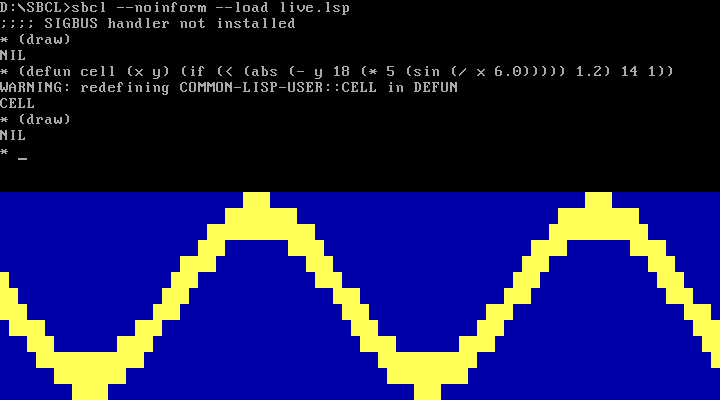 D:\SBCL>sbcl --noinform --load live.lsp
;;;; SIGBUS handler not installed
* (draw)
NIL
* (defun cell (x y) (if (< (abs (- y 18 (* 5 (sin (/ x 6.0))))) 1.2) 14 1))
WARNING: redefining COMMON-LISP-USER::CELL in DEFUN
CELL
* (draw)
NIL
* _